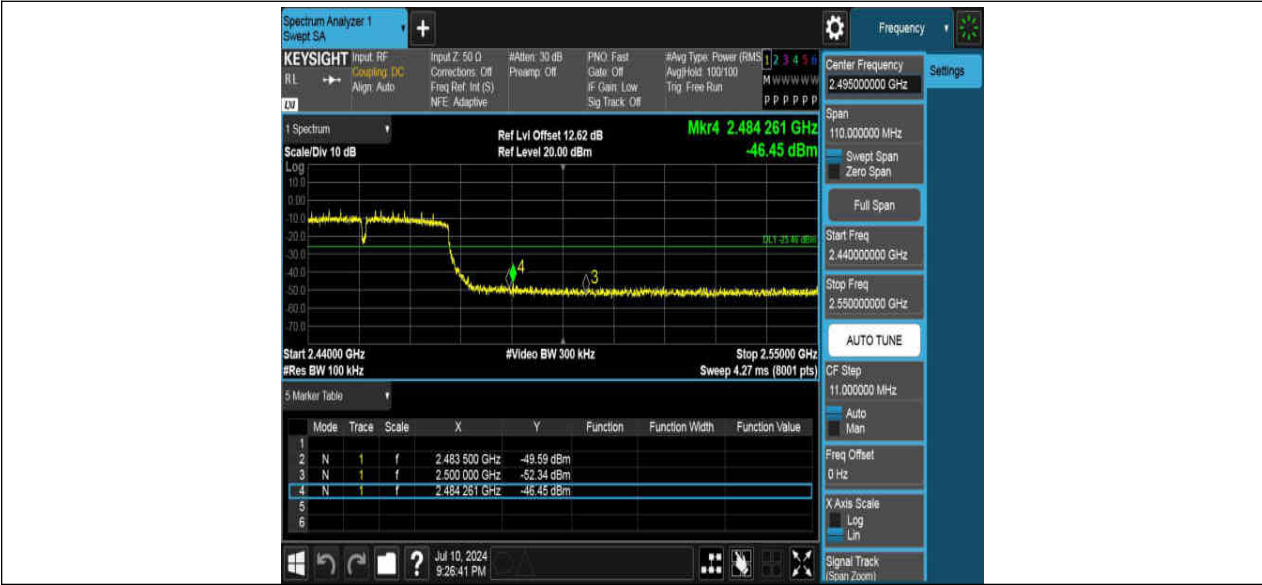 Spectrum Analyzer 1
Swept SA
+
Frequency
KEYSIGHT
RL
LXI
Input: RF
Coupling: DC
Align: Auto
Input Z: 50 Ω
Corrections: Off
Freq Ref: Int (S)
NFE: Adaptive
#Atten: 30 dB
Preamp: Off
PNO: Fast
Gate: Off
IF Gain: Low
Sig Track: Off
#Avg Type: Power (RMS
Avg|Hold: 100/100
Trig: Free Run
1 2 3 4 5 6
M W W W W W
P P P P P P
Center Frequency
2.495000000 GHz
Settings
Span
110.000000 MHz
Swept Span
Zero Span
Full Span
Start Freq
2.440000000 GHz
Stop Freq
2.550000000 GHz
AUTO TUNE
CF Step
11.000000 MHz
Auto
Man
Freq Offset
0 Hz
X Axis Scale
Log
Lin
Signal Track
(Span Zoom)
1 Spectrum
Scale/Div 10 dB
Ref Lvl Offset 12.62 dB
Ref Level 20.00 dBm
Mkr4 2.484 261 GHz
-46.45 dBm
Log
10.0
0.00
-10.0
-20.0
-30.0
-40.0
-50.0
-60.0
-70.0
4
3
Start 2.44000 GHz
#Res BW 100 kHz
#Video BW 300 kHz
Stop 2.55000 GHz
Sweep 4.27 ms (8001 pts)
5 Marker Table
Mode Trace Scale X Y Function Function Width Function Value
1
2 N 1 f 2.483 500 GHz -49.59 dBm
3 N 1 f 2.500 000 GHz -52.34 dBm
4 N 1 f 2.484 261 GHz -46.45 dBm
5
6
?
Jul 10, 2024
9:26:41 PM